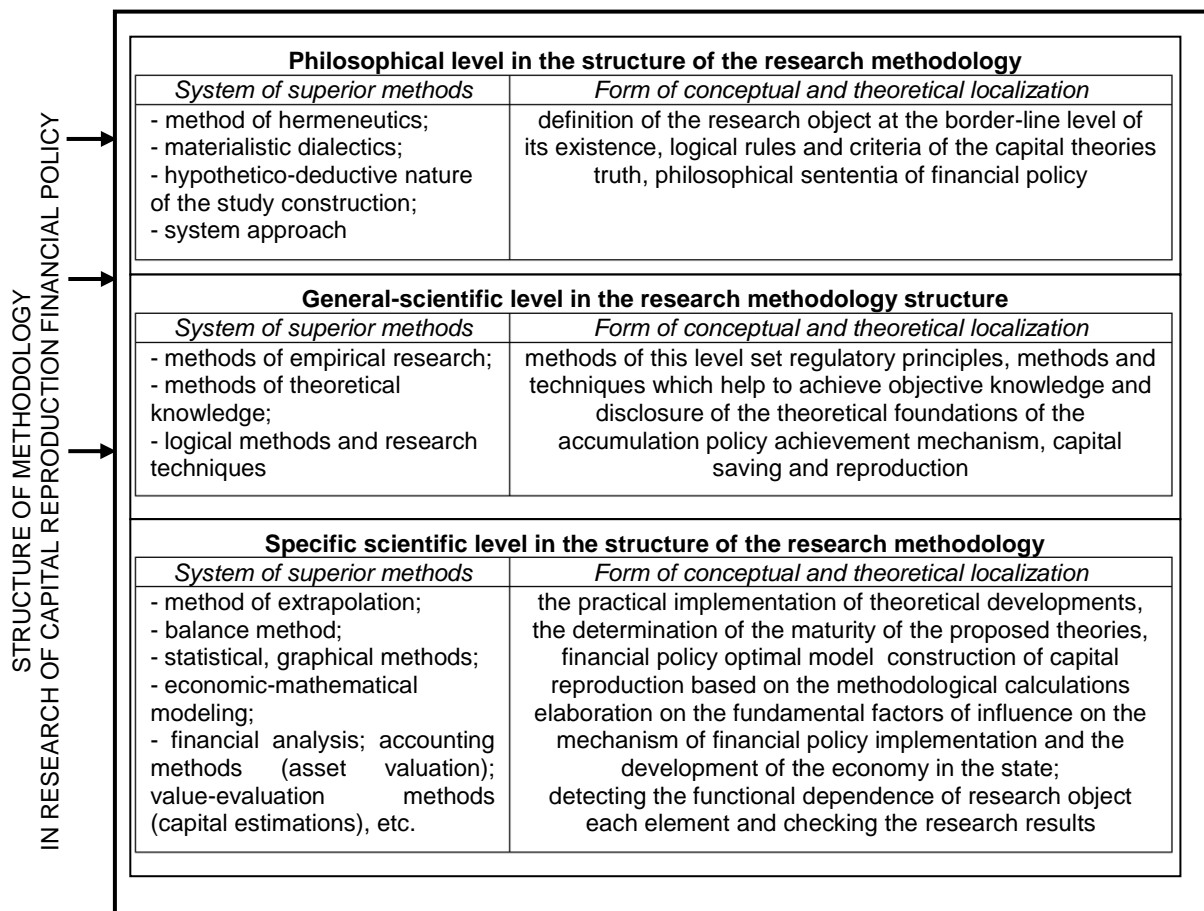 STRUCTURE OF METHODOLOGY
IN RESEARCH OF CAPITAL REPRODUCTION FINANCIAL POLICY
Philosophical level in the structure of the research methodology
System of superior methods
- method of hermeneutics;
- materialistic dialectics;
- hypothetico-deductive nature
of the study construction;
- system approach
Form of conceptual and theoretical localization
definition of the research object at the border-line level of
its existence, logical rules and criteria of the capital theories
truth, philosophical sententia of financial policy
General-scientific level in the research methodology structure
System of superior methods
- methods of empirical research;
- methods of theoretical
knowledge;
- logical methods and research
techniques
Form of conceptual and theoretical localization
methods of this level set regulatory principles, methods and
techniques which help to achieve objective knowledge and
disclosure of the theoretical foundations of the
accumulation policy achievement mechanism, capital
saving and reproduction
Specific scientific level in the structure of the research methodology
System of superior methods
- method of extrapolation;
- balance method;
- statistical, graphical methods;
- economic-mathematical
modeling;
- financial analysis; accounting
methods (asset valuation);
value-evaluation methods
(capital estimations), etc.
Form of conceptual and theoretical localization
the practical implementation of theoretical developments,
the determination of the maturity of the proposed theories,
financial policy optimal model construction of capital
reproduction based on the methodological calculations
elaboration on the fundamental factors of influence on the
mechanism of financial policy implementation and the
development of the economy in the state;
detecting the functional dependence of research object
each element and checking the research results